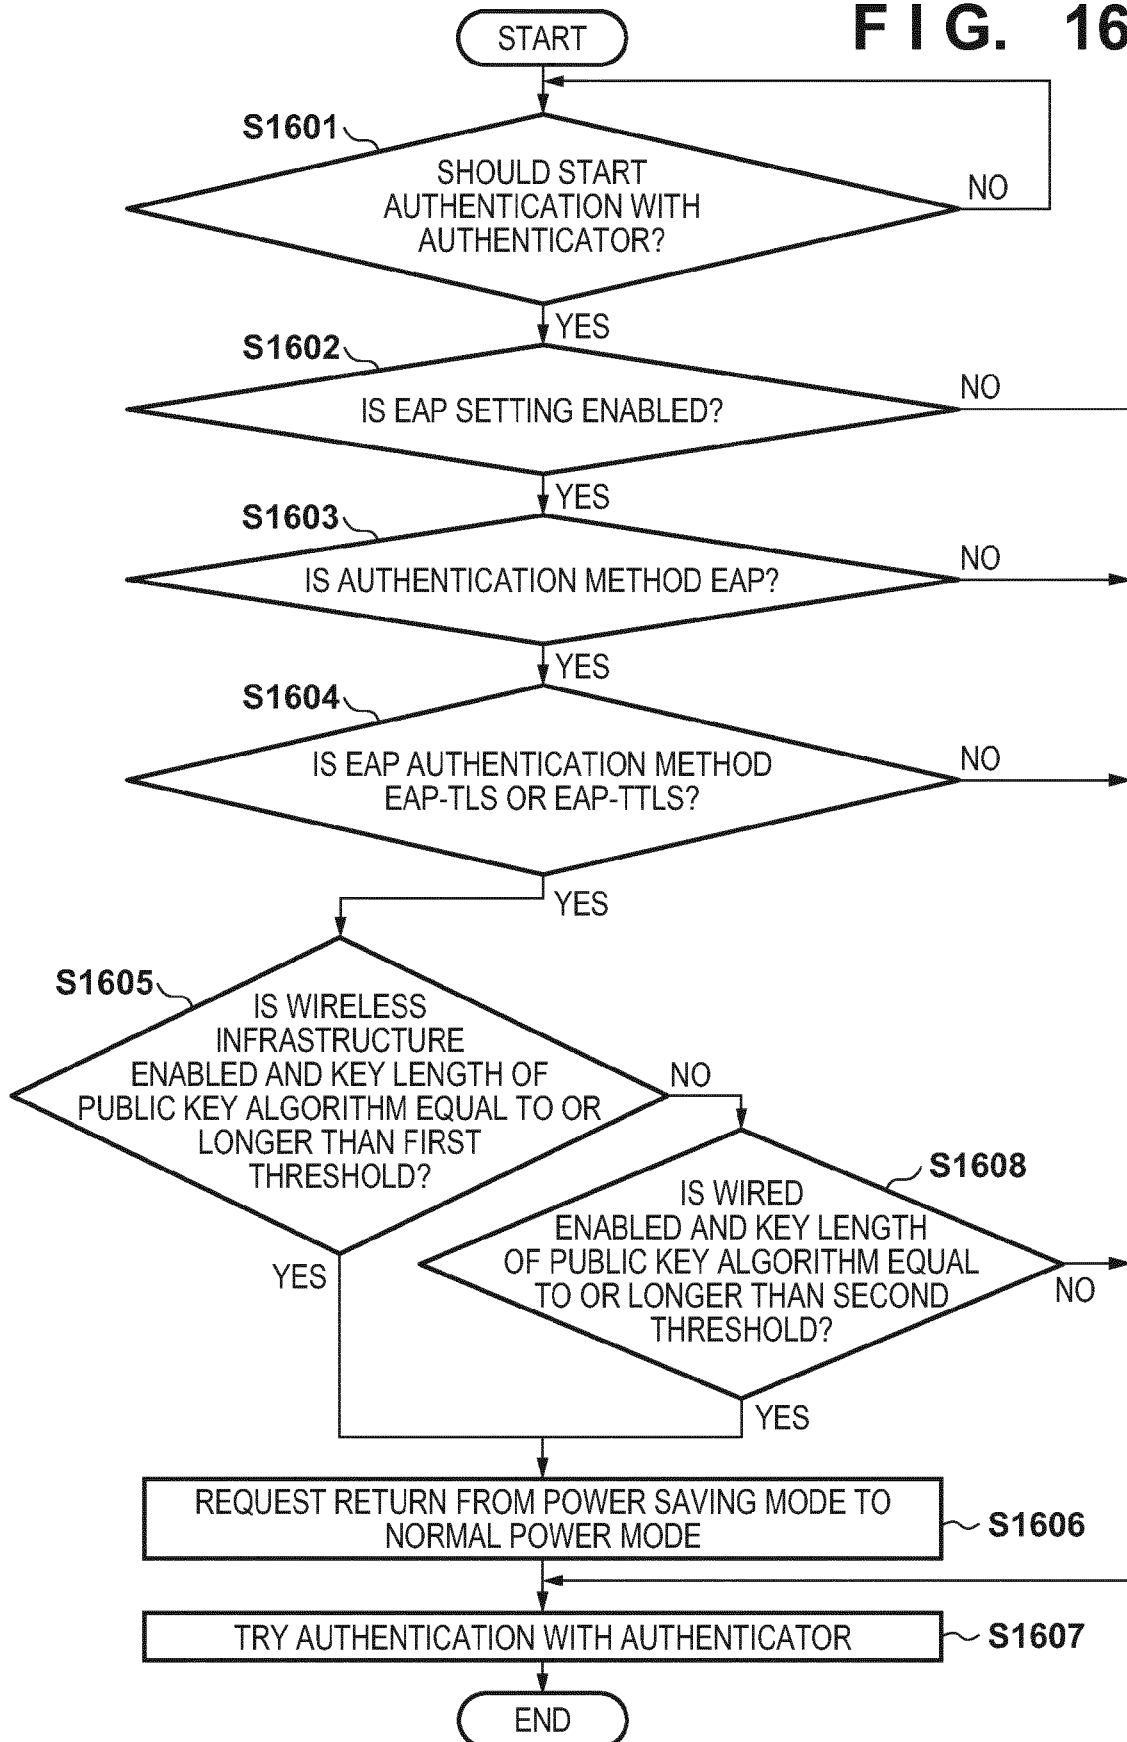 FIG. 16
START
S1601
SHOULD START
AUTHENTICATION WITH
AUTHENTICATOR?
NO
YES
S1602
IS EAP SETTING ENABLED?
NO
YES
S1603
IS AUTHENTICATION METHOD EAP?
NO
YES
S1604
IS EAP AUTHENTICATION METHOD
EAP-TLS OR EAP-TTLS?
NO
YES
S1605
IS WIRELESS
INFRASTRUCTURE
ENABLED AND KEY LENGTH OF
PUBLIC KEY ALGORITHM EQUAL TO OR
LONGER THAN FIRST
THRESHOLD?
NO
YES
S1608
IS WIRED
ENABLED AND KEY LENGTH
OF PUBLIC KEY ALGORITHM EQUAL
TO OR LONGER THAN SECOND
THRESHOLD?
NO
YES
REQUEST RETURN FROM POWER SAVING MODE TO
NORMAL POWER MODE
S1606
TRY AUTHENTICATION WITH AUTHENTICATOR
S1607
END